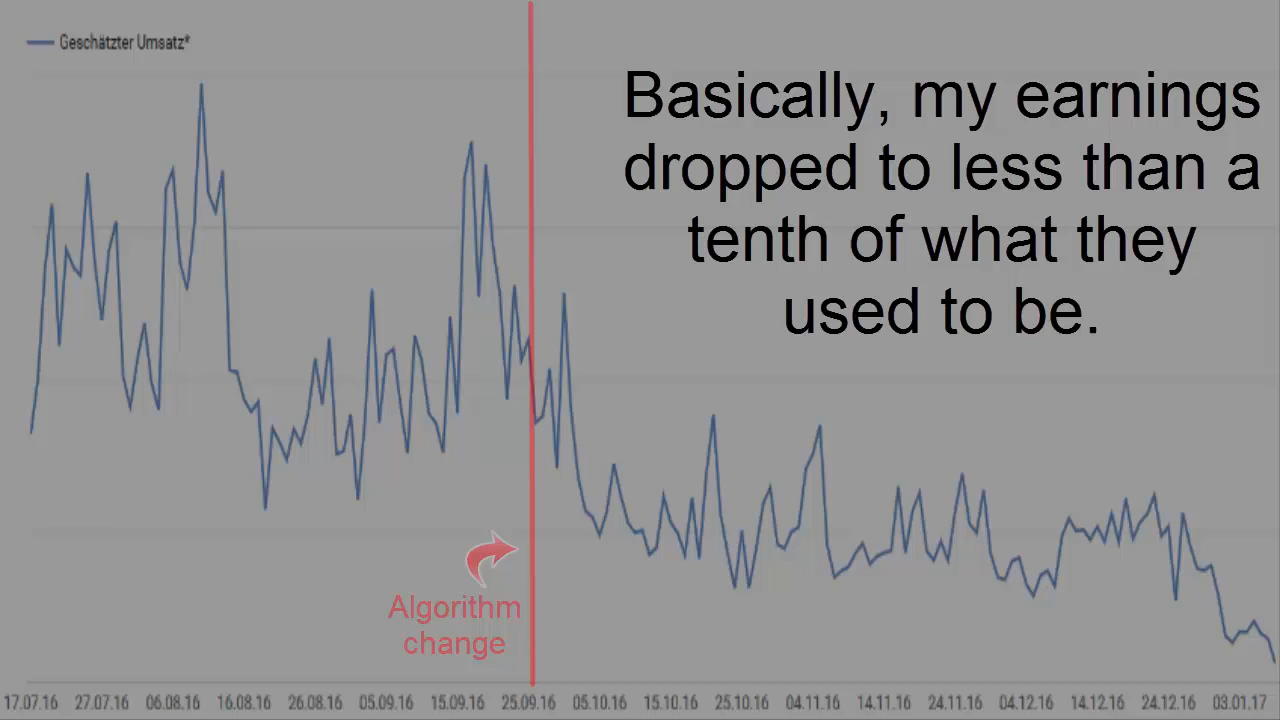 Geschätzter Umsatz*
Basically, my earnings
dropped to less than a
tenth of what they
used to be.
Algorithm
change
17.07.16 27.07.16 06.08.16 16.08.16 26.08.16 05.09.16 15.09.16 25.09.16 05.10.16 15.10.16 25.10.16 04.11.16 14.11.16 24.11.16 04.12.16 14.12.16 24.12.16 03.01.17